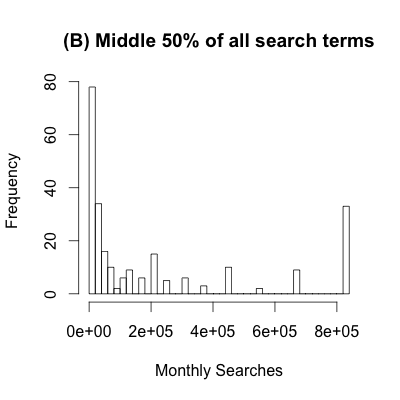 (B) Middle 50% of all search terms
80
60
40
20
0
Frequency
0e+00 2e+05 4e+05 6e+05 8e+05
Monthly Searches